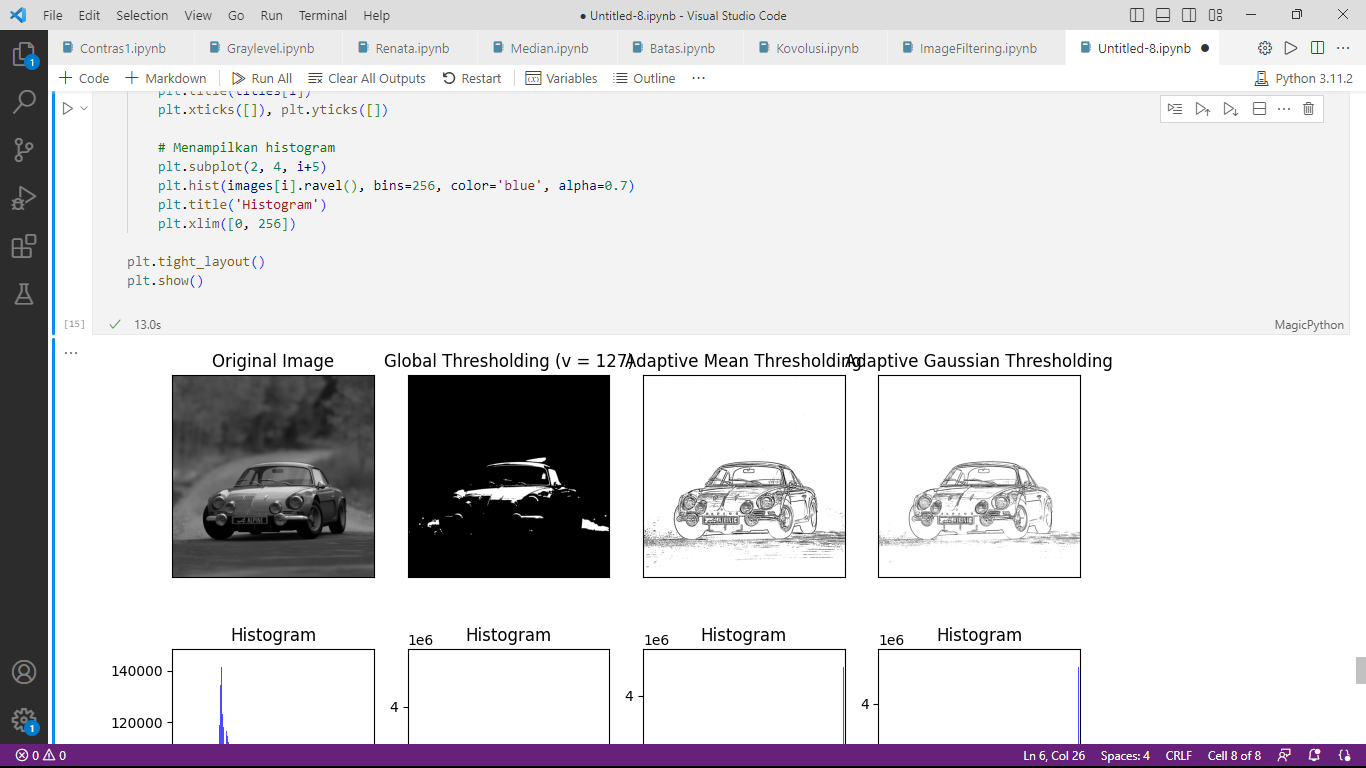 File Edit Selection View Go Run Terminal Help
● Untitled-8.ipynb - Visual Studio Code
Contras1.ipynb Graylevel.ipynb Renata.ipynb Median.ipynb Batas.ipynb Kovolusi.ipynb ImageFiltering.ipynb Untitled-8.ipynb
+ Code + Markdown Run All Clear All Outputs Restart Variables Outline ...
Python 3.11.2
plt.title(titles[i])
plt.xticks([]), plt.yticks([])
# Menampilkan histogram
plt.subplot(2, 4, i+5)
plt.hist(images[i].ravel(), bins=256, color='blue', alpha=0.7)
plt.title('Histogram')
plt.xlim([0, 256])
plt.tight_layout()
plt.show()
[15] 13.0s
MagicPython
Original Image
Global Thresholding (v = 127)
Adaptive Mean Thresholding
Adaptive Gaussian Thresholding
ALPINE
Histogram
140000
120000
1e6
Histogram
4
1e6
Histogram
4
1e6
Histogram
4
1
1
0 0
Ln 6, Col 26 Spaces: 4 CRLF Cell 8 of 8